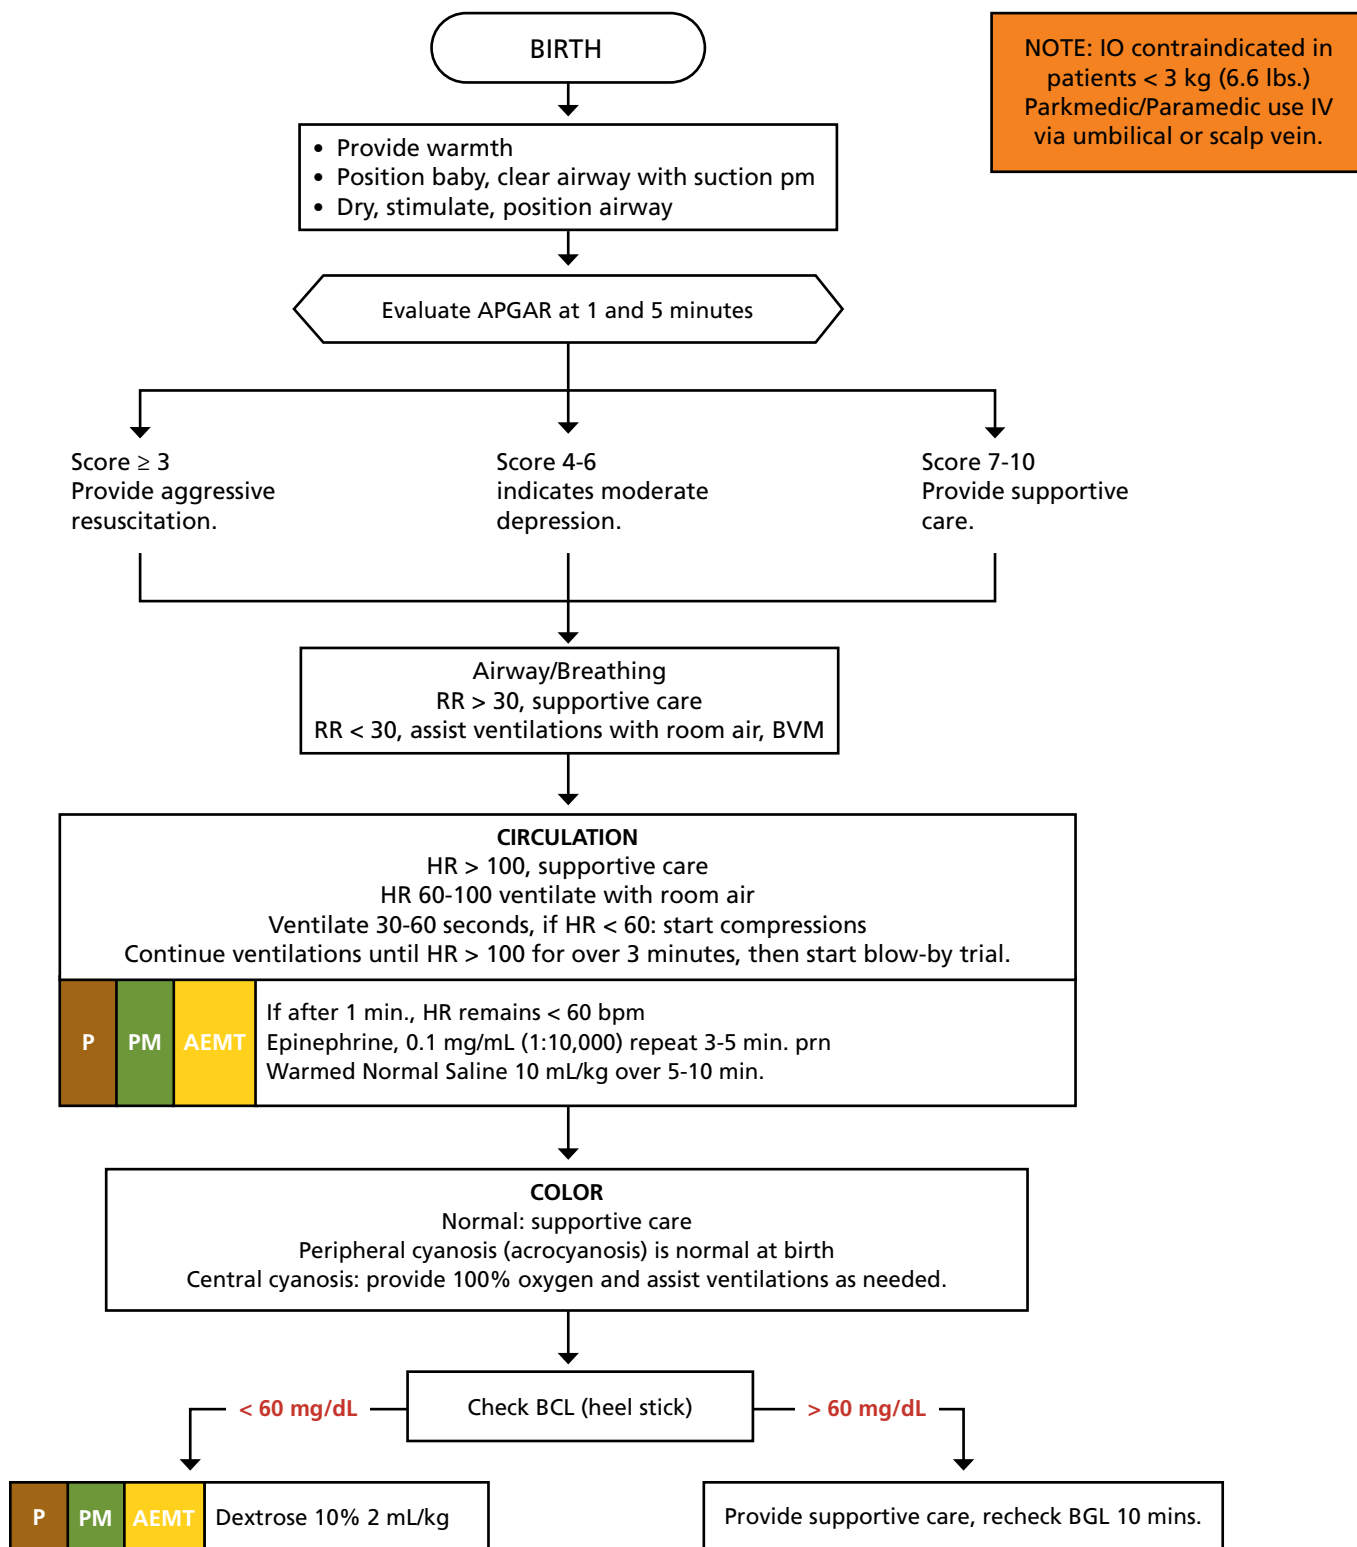 BIRTH
NOTE: IO contraindicated in
patients < 3 kg (6.6 lbs.)
Parkmedic/Paramedic use IV
via umbilical or scalp vein.
• Provide warmth
• Position baby, clear airway with suction pm
• Dry, stimulate, position airway
Evaluate APGAR at 1 and 5 minutes
Score ≥ 3
Provide aggressive
resuscitation.
Score 4-6
indicates moderate
depression.
Score 7-10
Provide supportive
care.
Airway/Breathing
RR > 30, supportive care
RR < 30, assist ventilations with room air, BVM
CIRCULATION
HR > 100, supportive care
HR 60-100 ventilate with room air
Ventilate 30-60 seconds, if HR < 60: start compressions
Continue ventilations until HR > 100 for over 3 minutes, then start blow-by trial.
P PM AEMT
If after 1 min., HR remains < 60 bpm
Epinephrine, 0.1 mg/mL (1:10,000) repeat 3-5 min. prn
Warmed Normal Saline 10 mL/kg over 5-10 min.
COLOR
Normal: supportive care
Peripheral cyanosis (acrocyanosis) is normal at birth
Central cyanosis: provide 100% oxygen and assist ventilations as needed.
< 60 mg/dL
Check BCL (heel stick)
> 60 mg/dL
P PM AEMT Dextrose 10% 2 mL/kg
Provide supportive care, recheck BGL 10 mins.